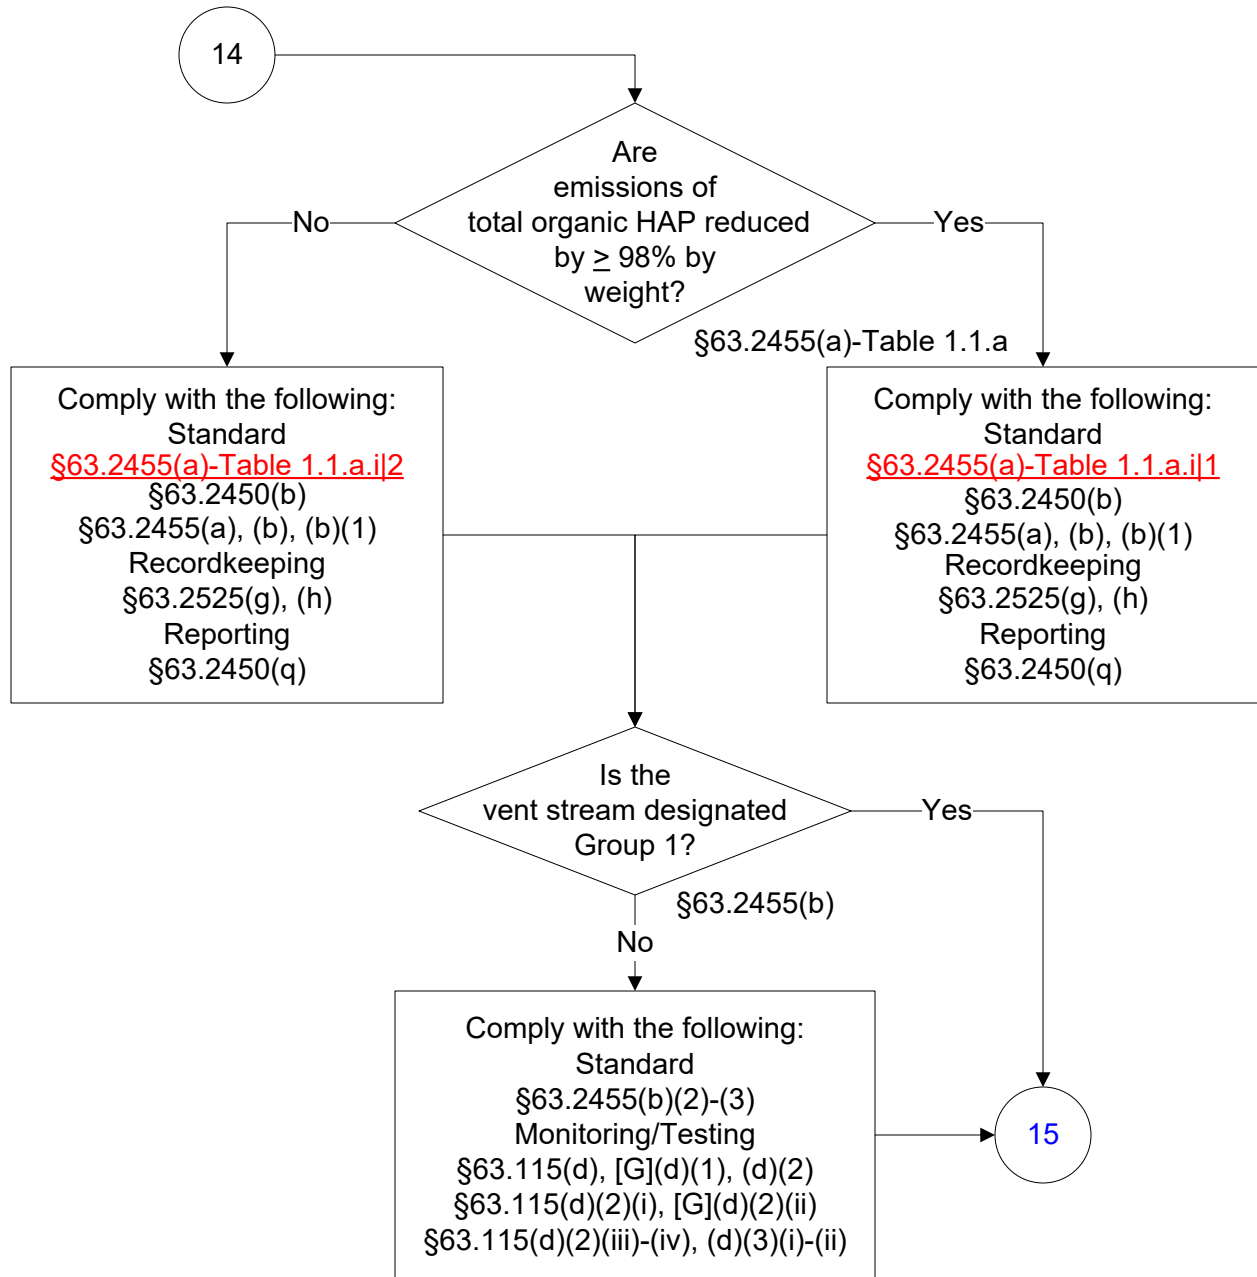 14
Are
emissions of
total organic HAP reduced
by ≥ 98% by
weight?
No
Yes
§63.2455(a)-Table 1.1.a
Comply with the following:
Standard
§63.2455(a)-Table 1.1.a.i|2
§63.2450(b)
§63.2455(a), (b), (b)(1)
Recordkeeping
§63.2525(g), (h)
Reporting
§63.2450(q)
Comply with the following:
Standard
§63.2455(a)-Table 1.1.a.i|1
§63.2450(b)
§63.2455(a), (b), (b)(1)
Recordkeeping
§63.2525(g), (h)
Reporting
§63.2450(q)
Is the
vent stream designated
Group 1?
Yes
§63.2455(b)
No
Comply with the following:
Standard
§63.2455(b)(2)-(3)
Monitoring/Testing
§63.115(d), [G](d)(1), (d)(2)
§63.115(d)(2)(i), [G](d)(2)(ii)
§63.115(d)(2)(iii)-(iv), (d)(3)(i)-(ii)
15